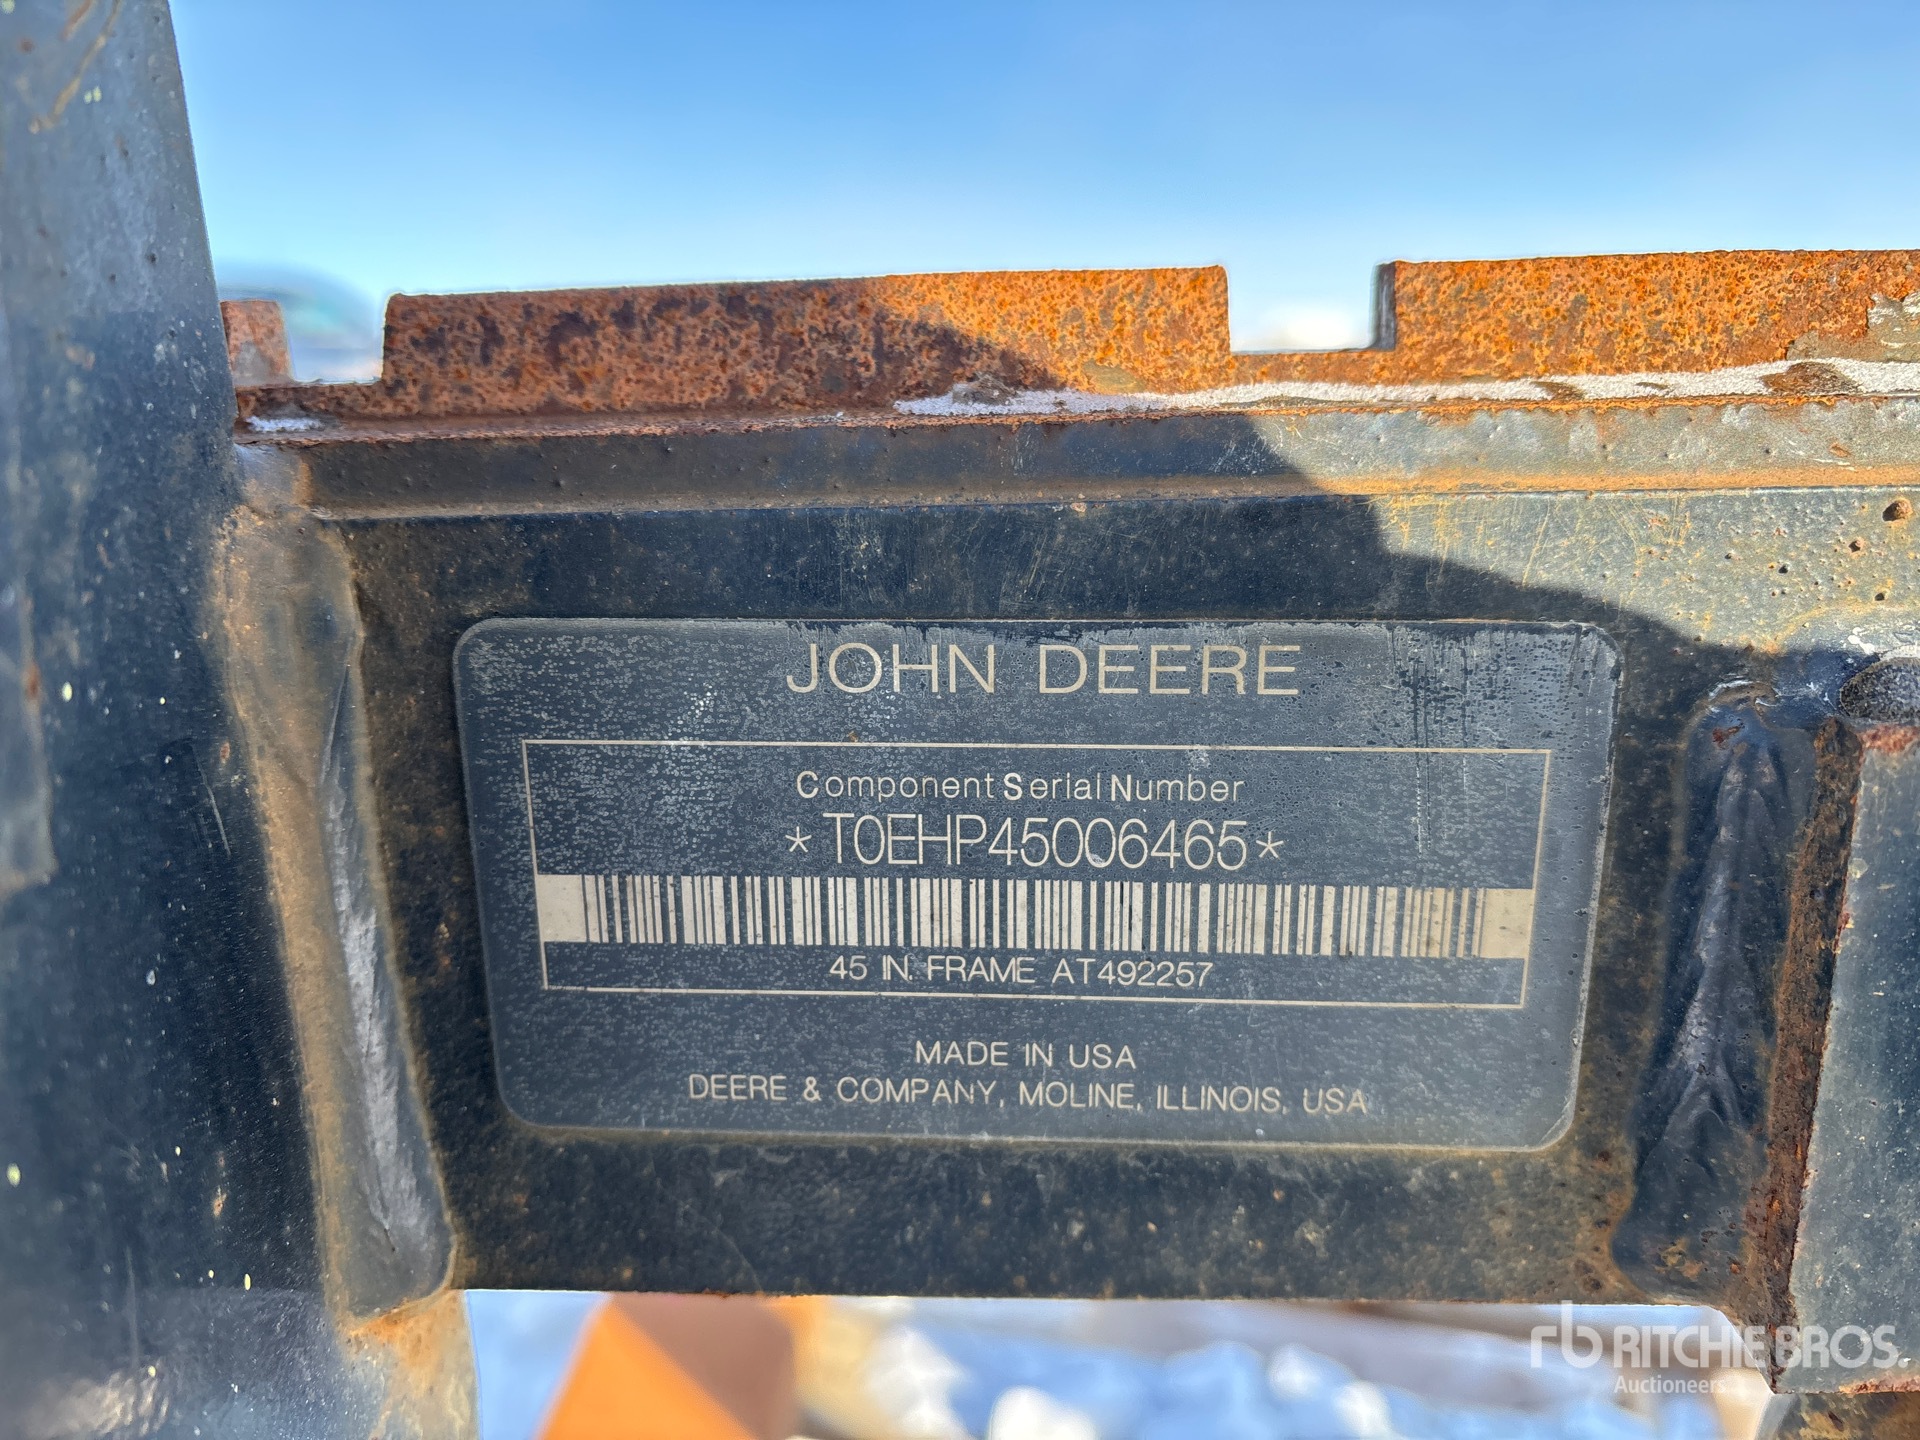 JOHN DEERE
Component Serial Number
*T0EHP45006465*
45 IN. FRAME AT492257
MADE IN USA
DEERE & COMPANY, MOLINE, ILLINOIS, USA
rb RITCHIE BROS.
Auctioneers